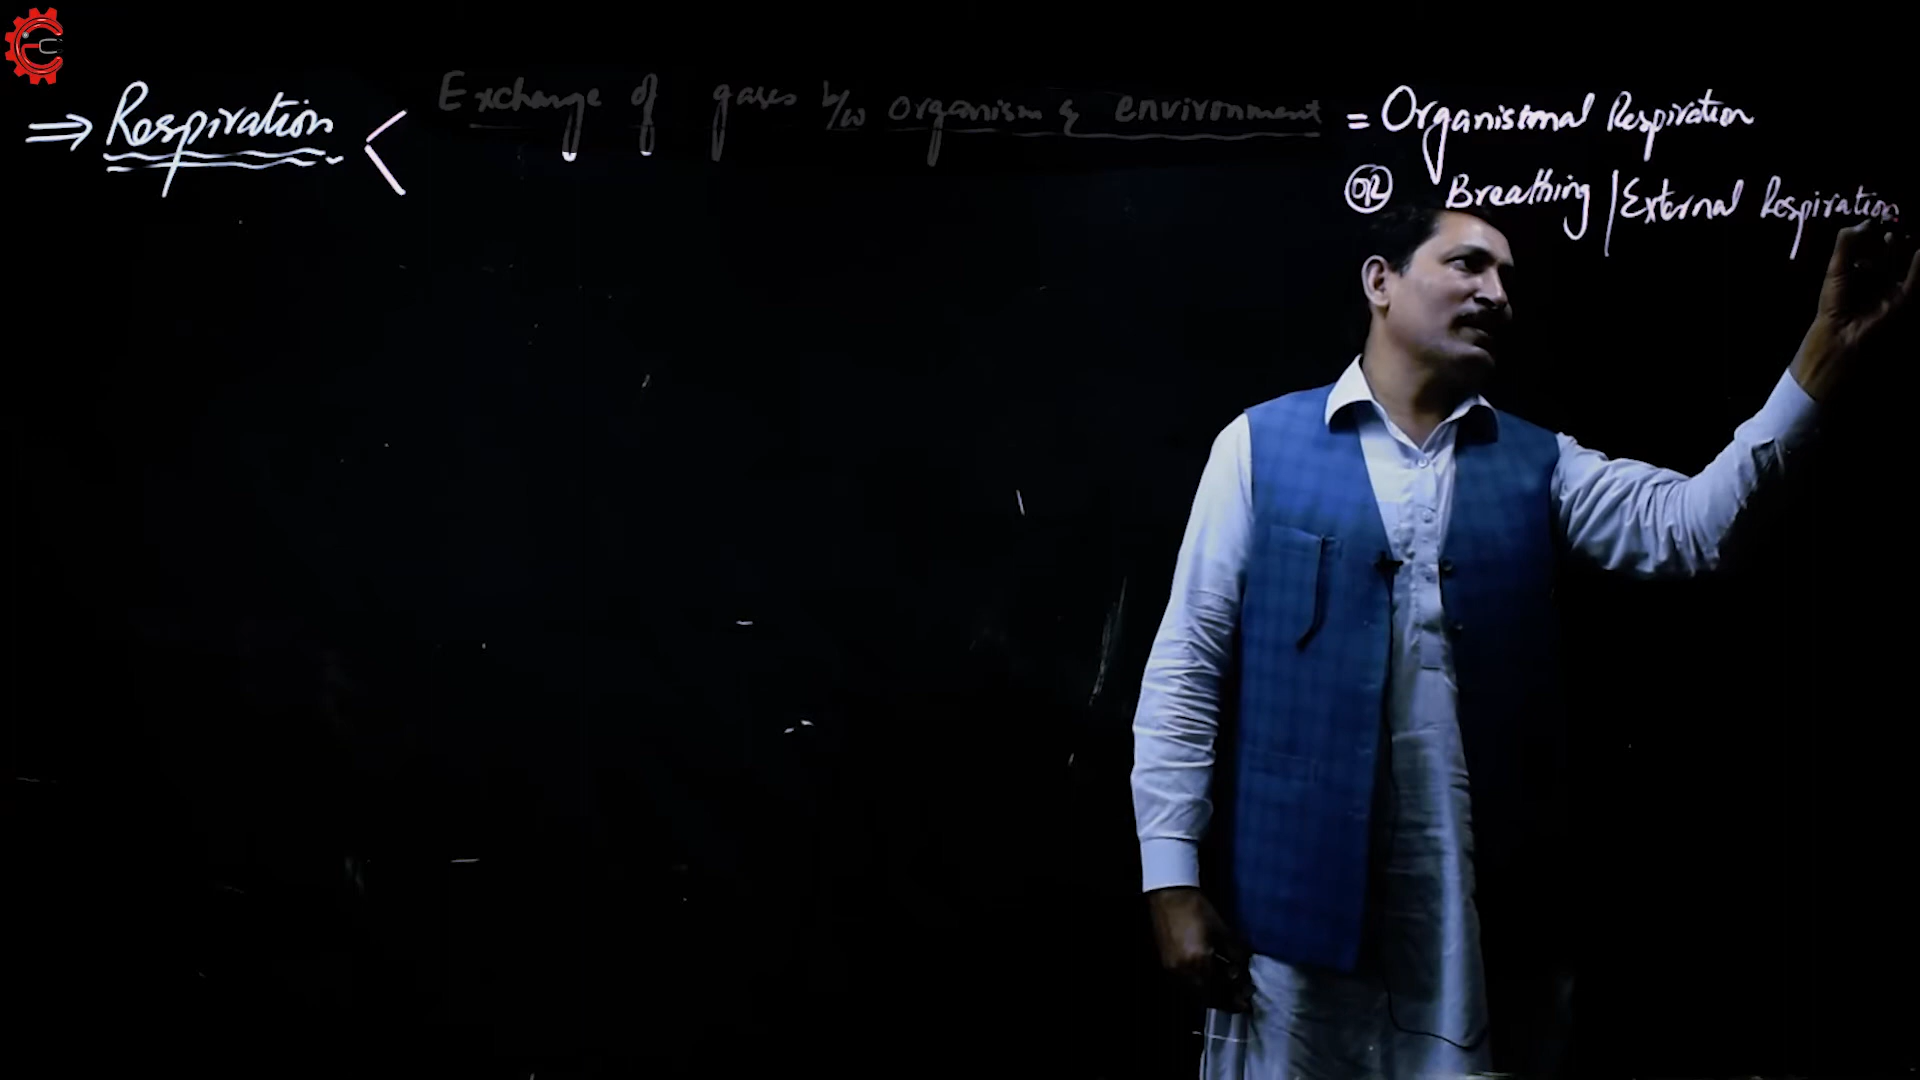 ⇒ Respiration < Exchange of gases b/w organism & environment = Organismal Respiration
OR Breathing / External Respiration